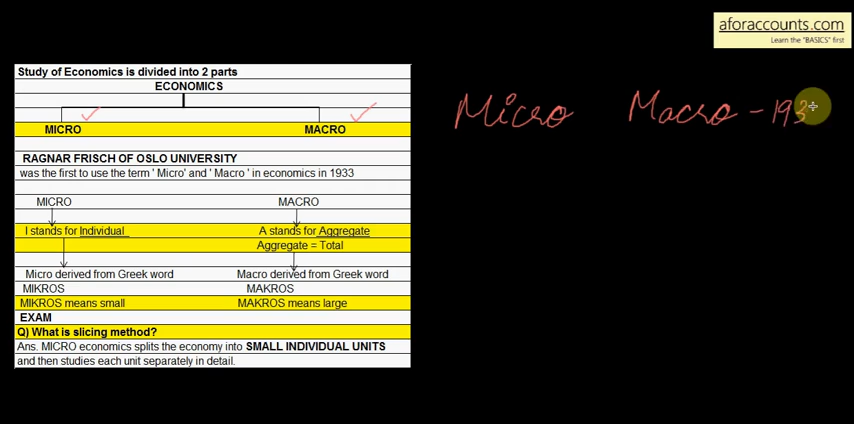 aforaccounts.com
Learn the "BASICS" first
Study of Economics is divided into 2 parts
ECONOMICS
MICRO MACRO
RAGNAR FRISCH OF OSLO UNIVERSITY
was the first to use the term ' Micro' and ' Macro ' in economics in 1933
MICRO MACRO
I stands for Individual A stands for Aggregate
Aggregate = Total
Micro derived from Greek word Macro derived from Greek word
MIKROS MAKROS
MIKROS means small MAKROS means large
EXAM
Q) What is slicing method?
Ans. MICRO economics splits the economy into SMALL INDIVIDUAL UNITS
and then studies each unit separately in detail.
Micro Macro - 193